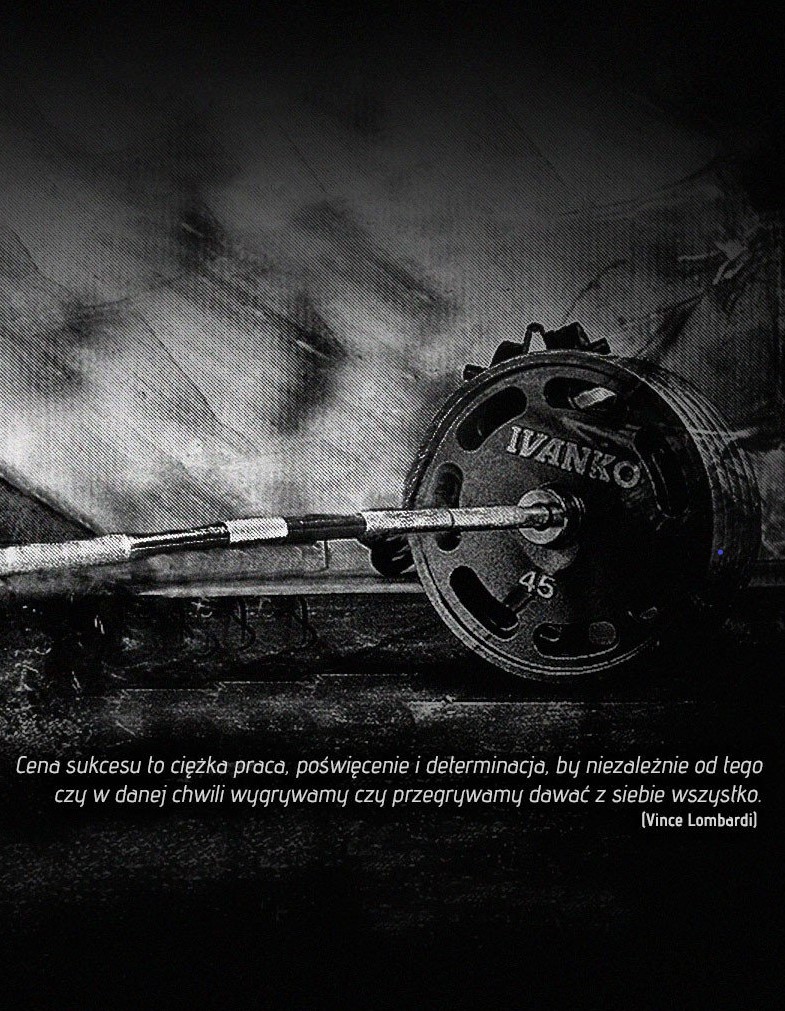 IVANKO
45
Cena sukcesu to ciężka praca, poświęcenie i determinacja, by niezależnie od tego
czy w danej chwili wygrywamy czy przegrywamy dawać z siebie wszystko.
(Vince Lombardi)